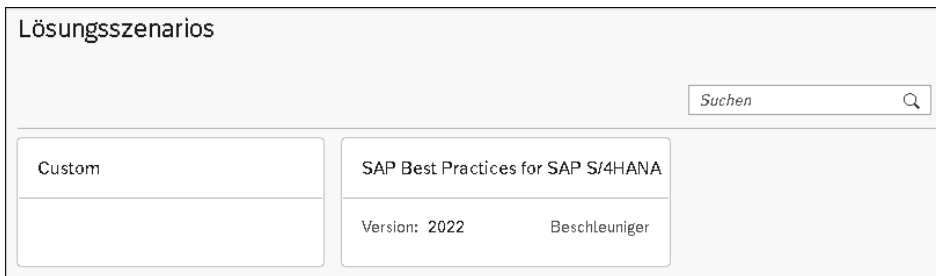 Lösungsszenarios
Suchen
Custom
SAP Best Practices for SAP S/4HANA
Version: 2022 Beschleuniger